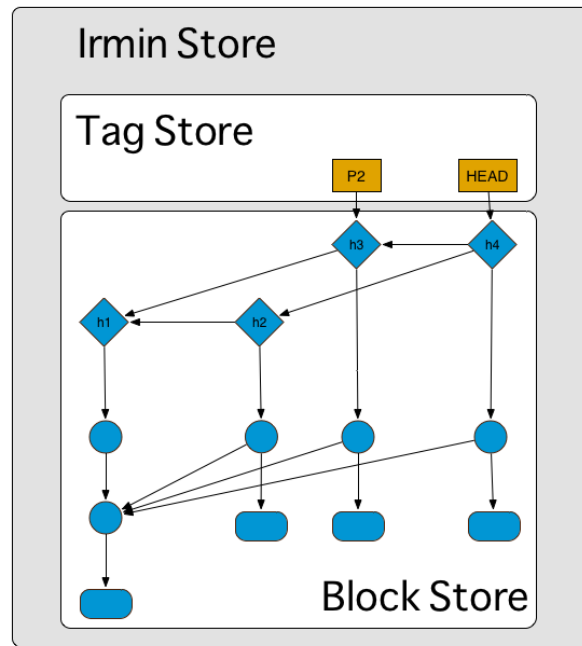 Irmin Store
Tag Store
P2
HEAD
h3
h4
h1
h2
Block Store